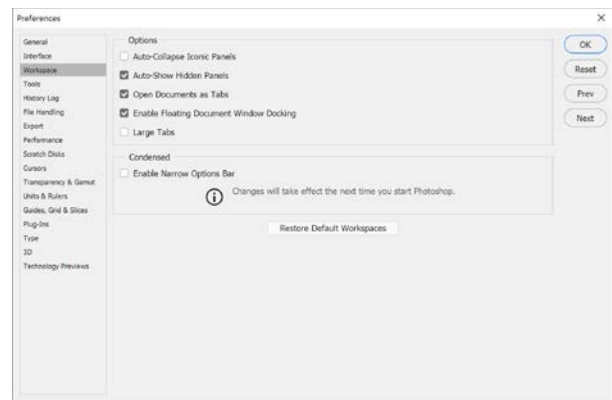 Preferences
General
Interface
Workspace
Tools
History Log
File Handling
Export
Performance
Scratch Disks
Cursors
Transparency & Gamut
Units & Rulers
Guides, Grid & Slices
Plug-Ins
Type
3D
Technology Previews
Options
Auto-Collapse Iconic Panels
Auto-Show Hidden Panels
Open Documents as Tabs
Enable Floating Document Window Docking
Large Tabs
Condensed
Enable Narrow Options Bar
Changes will take effect the next time you start Photoshop.
Restore Default Workspaces
OK
Reset
Prev
Next